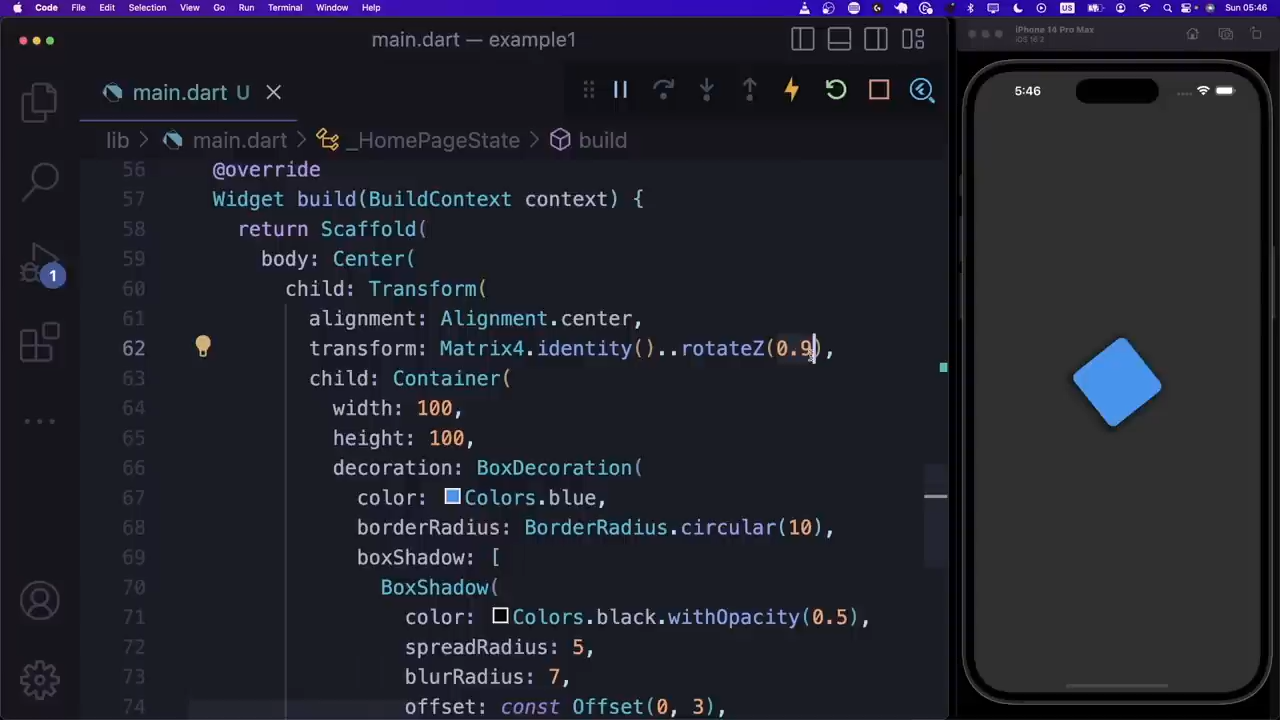 Code File Edit Selection View Go Run Terminal Window Help
US
Sun 05:46
main.dart — example1
main.dart U
lib > main.dart > _HomePageState > build
1
56 @override
57 Widget build(BuildContext context) {
58 return Scaffold(
59 body: Center(
60 child: Transform(
61 alignment: Alignment.center,
62 transform: Matrix4.identity()..rotateZ(0.9),
63 child: Container(
64 width: 100,
65 height: 100,
66 decoration: BoxDecoration(
67 color: Colors.blue,
68 borderRadius: BorderRadius.circular(10),
69 boxShadow: [
70 BoxShadow(
71 color: Colors.black.withOpacity(0.5),
72 spreadRadius: 5,
73 blurRadius: 7,
74 offset: const Offset(0, 3),
iPhone 14 Pro Max
iOS 16.2
5:46